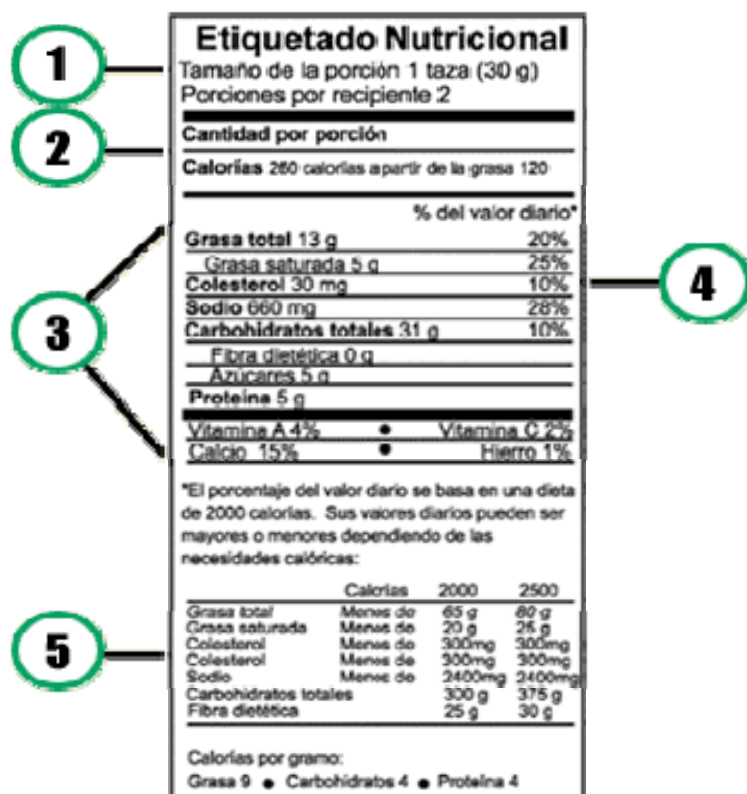 1
Etiquetado Nutricional
Tamaño de la porción 1 taza (30 g)
Porciones por recipiente 2
2
Cantidad por porción
Calorías 260 calorías a partir de la grasa 120
% del valor diario*
3
4
Grasa total 13 g 20%
Grasa saturada 5 g 25%
Colesterol 30 mg 10%
Sodio 660 mg 28%
Carbohidratos totales 31 g 10%
Fibra dietética 0 g
Azúcares 5 g
Proteína 5 g
Vitamina A 4% • Vitamina C 2%
Calcio 15% • Hierro 1%
*El porcentaje del valor diario se basa en una dieta
de 2000 calorías. Sus valores diarios pueden ser
mayores o menores dependiendo de las
necesidades calóricas:
5
Calorías 2000 2500
Grasa total Menos de 65 g 80 g
Grasa saturada Menos de 20 g 25 g
Colesterol Menos de 300mg 300mg
Colesterol Menos de 300mg 300mg
Sodio Menos de 2400mg 2400mg
Carbohidratos totales 300 g 375 g
Fibra dietética 25 g 30 g
Calorías por gramo:
Grasa 9 • Carbohidratos 4 • Proteína 4